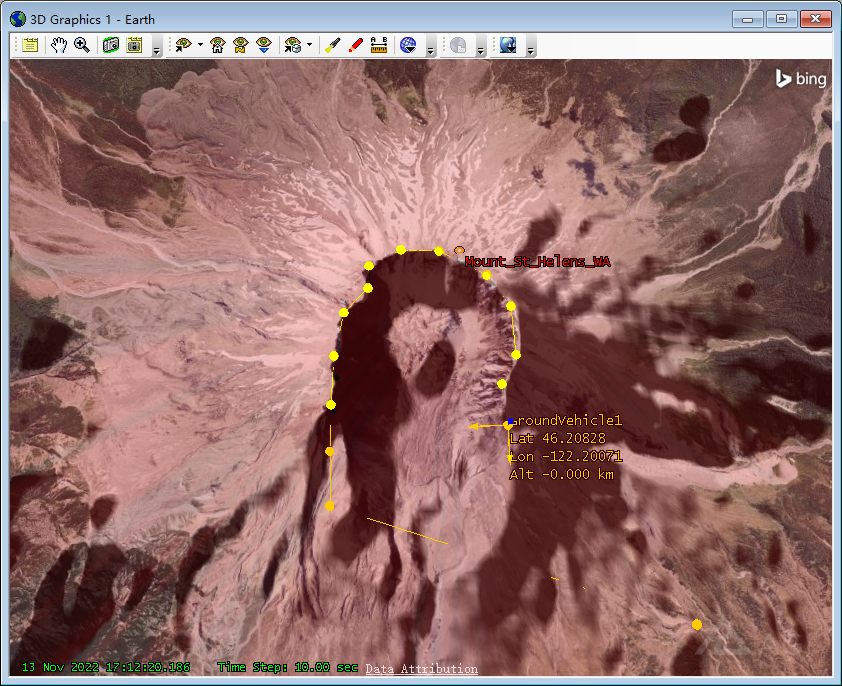 3D Graphics 1 - Earth
A B
bing
Mount_St_Helens_WA
GroundVehicle1
Lat 46.20828
Lon -122.20071
Alt -0.000 km
13 Nov 2022 17:12:20.186 Time Step: 10.00 sec Data Attribution